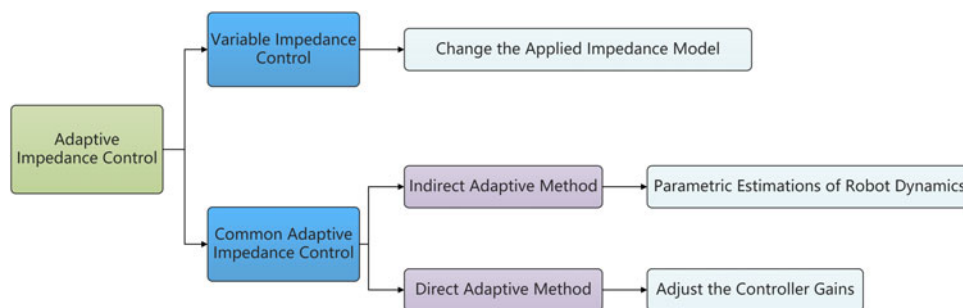 Variable Impedance
Control
Change the Applied Impedance Model
Adaptive
Impedance Control
Indirect Adaptive Method
Parametric Estimations of Robot Dynamics
Common Adaptive
Impedance Control
Direct Adaptive Method
Adjust the Controller Gains